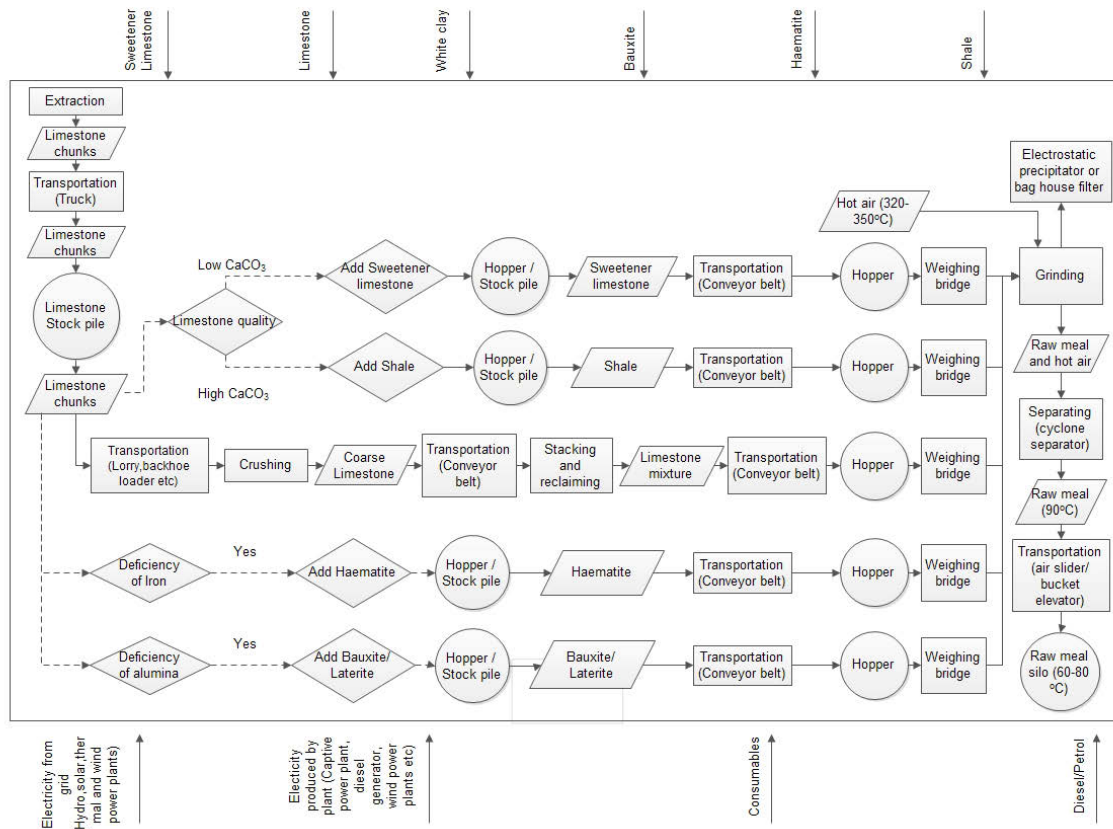 Sweetener
Limestone
Limestone
White clay
Bauxite
Haematite
Shale
Extraction
Limestone
chunks
Transportation
(Truck)
Limestone
chunks
Limestone
Stock pile
Limestone
chunks
Low CaCO₃
Limestone quality
High CaCO₃
Add Sweetener
limestone
Hopper /
Stock pile
Sweetener
limestone
Transportation
(Conveyor belt)
Hopper
Weighing
bridge
Add Shale
Hopper /
Stock pile
Shale
Transportation
(Conveyor belt)
Hopper
Weighing
bridge
Transportation
(Lorry,backhoe
loader etc)
Crushing
Coarse
Limestone
Transportation
(Conveyor
belt)
Stacking
and
reclaiming
Limestone
mixture
Transportation
(Conveyor belt)
Hopper
Weighing
bridge
Deficiency
of Iron
Yes
Add Haematite
Hopper /
Stock pile
Haematite
Transportation
(Conveyor belt)
Hopper
Weighing
bridge
Deficiency
of alumina
Yes
Add Bauxite/
Laterite
Hopper /
Stock pile
Bauxite/
Laterite
Transportation
(Conveyor belt)
Hopper
Weighing
bridge
Hot air (320-
350ºC)
Electrostatic
precipitator or
bag house filter
Grinding
Raw meal
and hot air
Separating
(cyclone
separator)
Raw meal
(90ºC)
Transportation
(air slider/
bucket
elevator)
Raw meal
silo (60-80
ºC)
Electricity from
grid
Hydro,solar,ther
mal and wind
power plants)
Electicity
produced by
plant (Captive
power plant,
diesel
generator,
wind power
plants etc)
Consumables
Diesel/Petrol